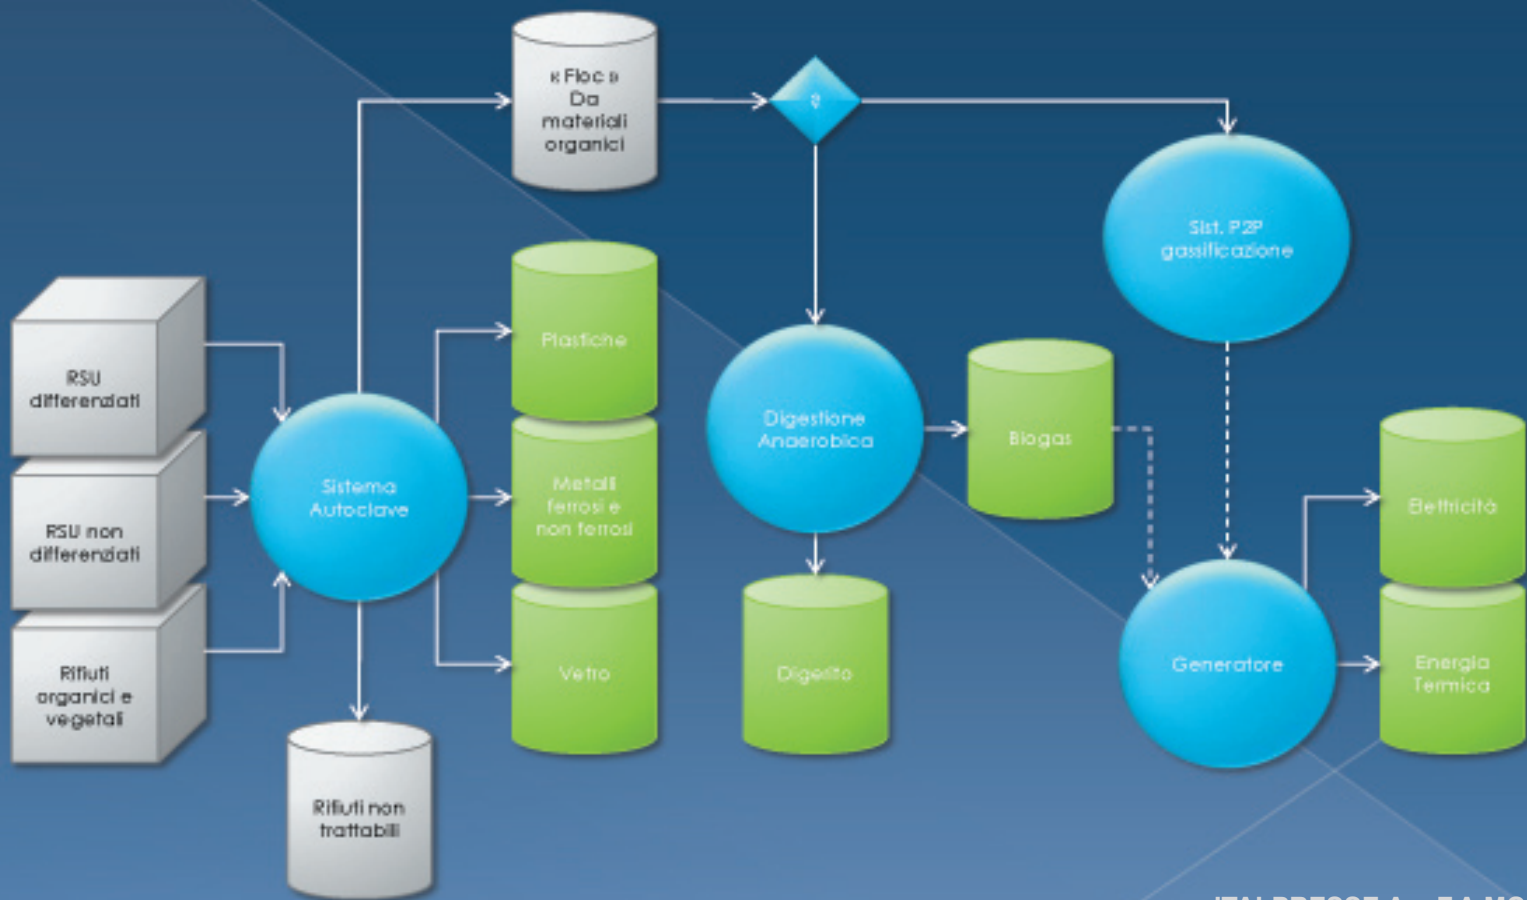 « Floc »
Da
materiali
organici
?
Sist. P2P
gassificazione
RSU
differenziati
Plastiche
Digestione
Anaerobica
Biogas
Sistema
Autoclave
Metalli
ferrosi e
non ferrosi
Elettricità
RSU non
differenziati
Rifiuti
organici e
vegetali
Vetro
Digerito
Generatore
Energia
Termica
Rifiuti non
trattabili